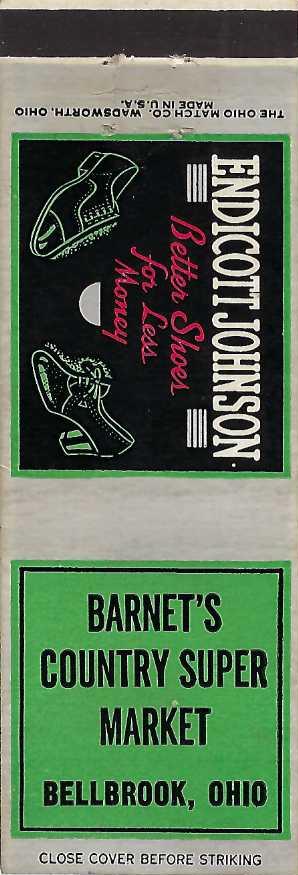 THE OHIO MATCH CO. WADSWORTH, OHIO
MADE IN U.S.A.
ENDICOTT JOHNSON
Better Shoes
for Less
Money
BARNET'S
COUNTRY SUPER
MARKET
BELLBROOK, OHIO
CLOSE COVER BEFORE STRIKING